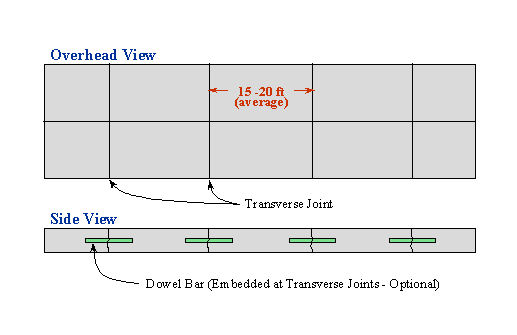 Overhead View
15 -20 ft
(average)
Transverse Joint
Side View
Dowel Bar (Embedded at Transverse Joints - Optional)